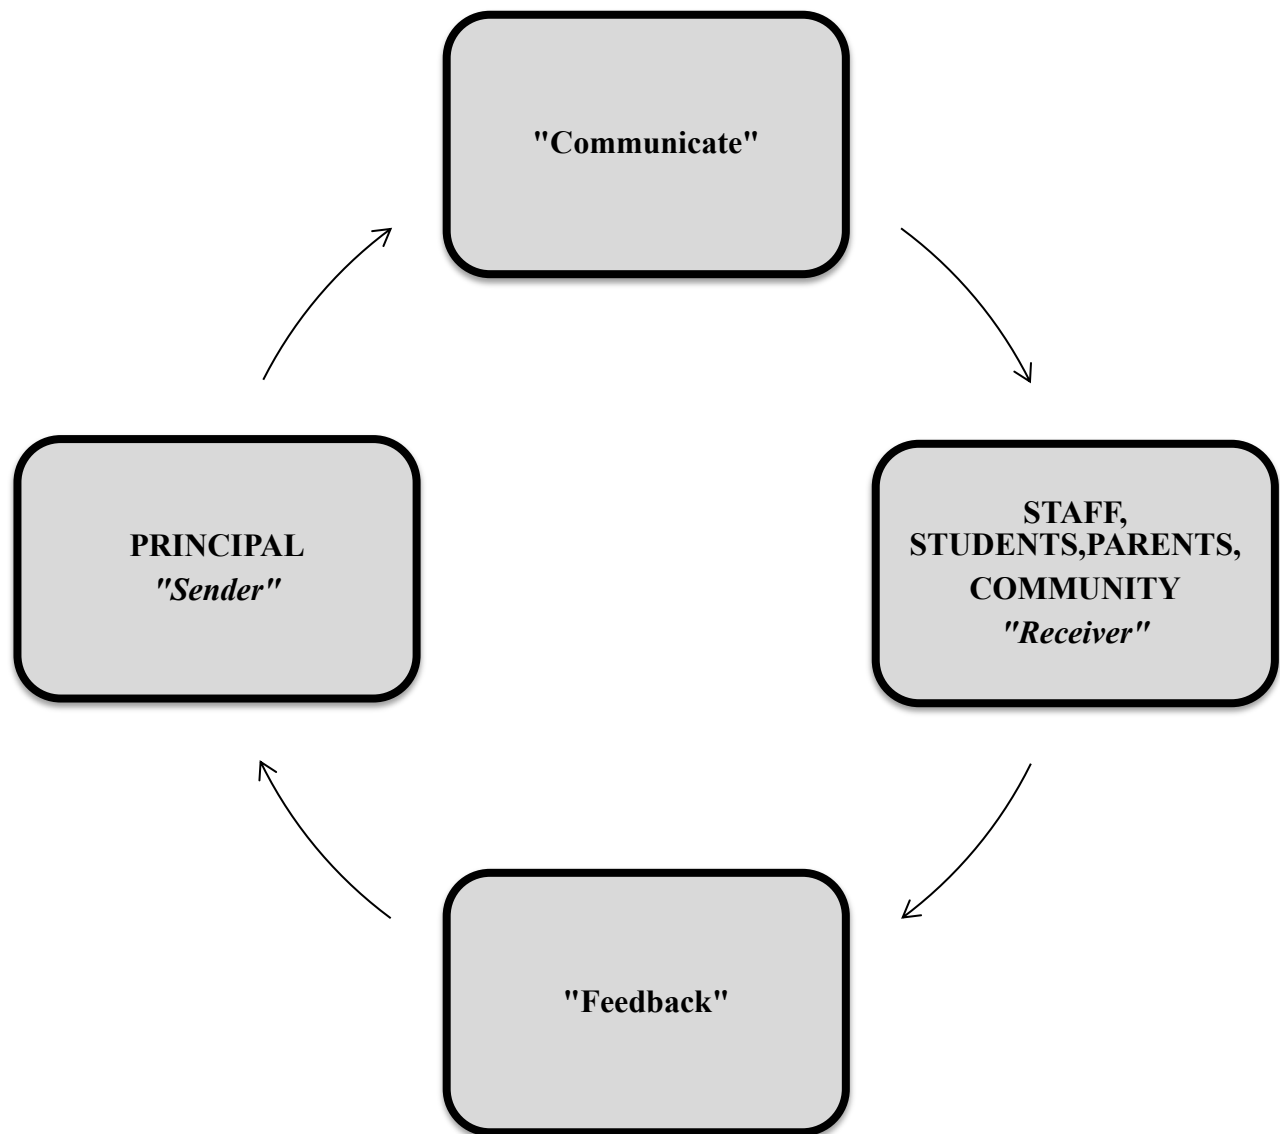 "Communicate"
PRINCIPAL
"Sender"
STAFF,
STUDENTS,PARENTS,
COMMUNITY
"Receiver"
"Feedback"